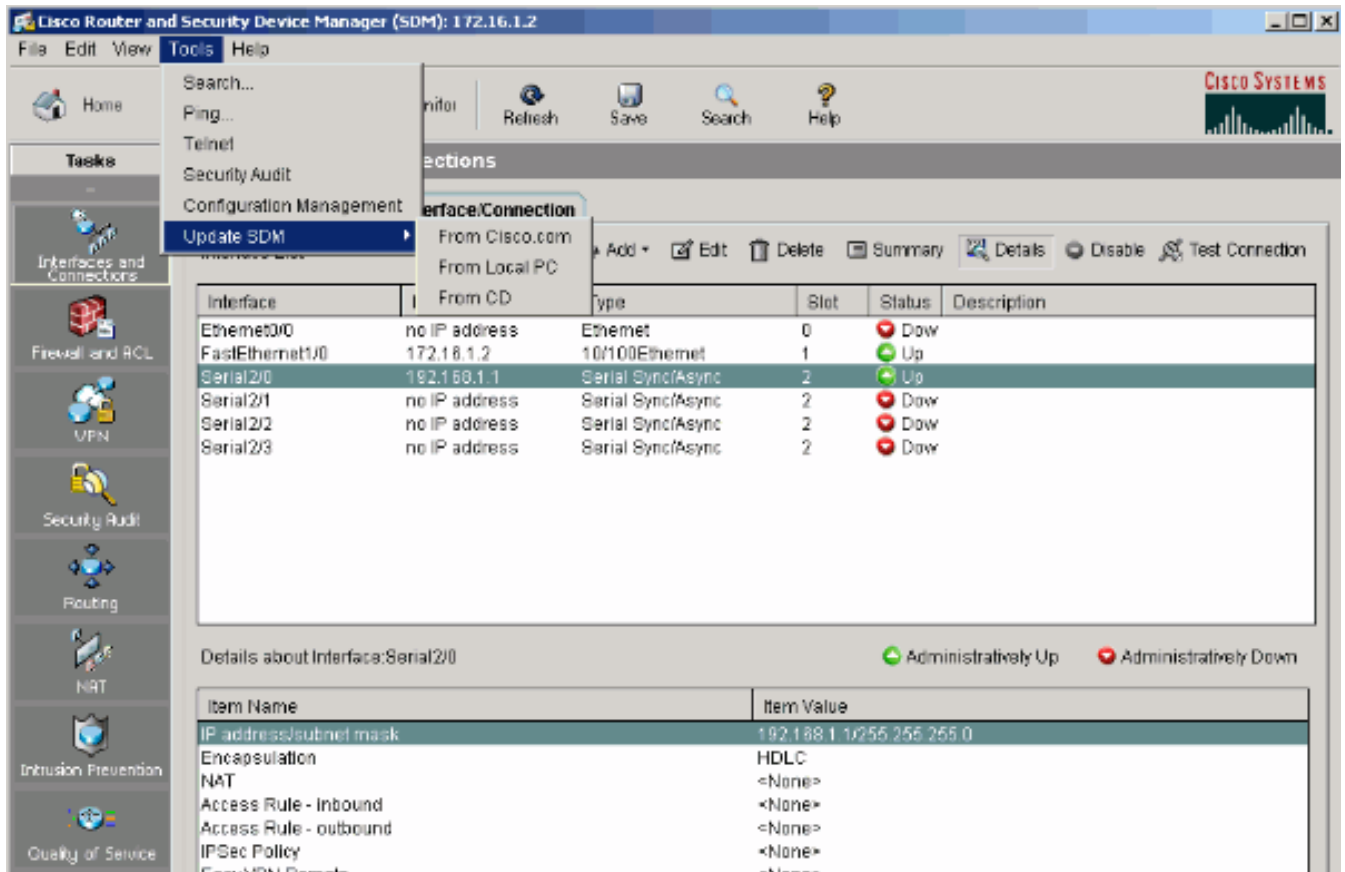 Cisco Router and Security Device Manager (SDM): 172.16.1.2
File Edit View Tools Help
Search...
Ping...
Telnet
Security Audit
Configuration Management
Update SDM
From Cisco.com
From Local PC
From CD
Home
Refresh Save Search Help
CISCO SYSTEMS
Tasks
Interface/Connection
Add Edit Delete Summary Details Disable Test Connection
Interface Type Slot Status Description
Ethernet0/0 no IP address Ethernet 0 Dow
FastEthernet1/0 172.16.1.2 10/100Ethernet 1 Up
Serial2/0 192.168.1.1 Serial Sync/Async 2 Up
Serial2/1 no IP address Serial Sync/Async 2 Dow
Serial2/2 no IP address Serial Sync/Async 2 Dow
Serial2/3 no IP address Serial Sync/Async 2 Dow
Interfaces and Connections
Firewall and ACL
VPN
Security Audit
Routing
NAT
Intrusion Prevention
Quality of Service
Details about Interface:Serial2/0 Administratively Up Administratively Down
Item Name Item Value
IP address/subnet mask 192.168.1.1/255.255.255.0
Encapsulation HDLC
NAT <None>
Access Rule - inbound <None>
Access Rule - outbound <None>
IPSec Policy <None>